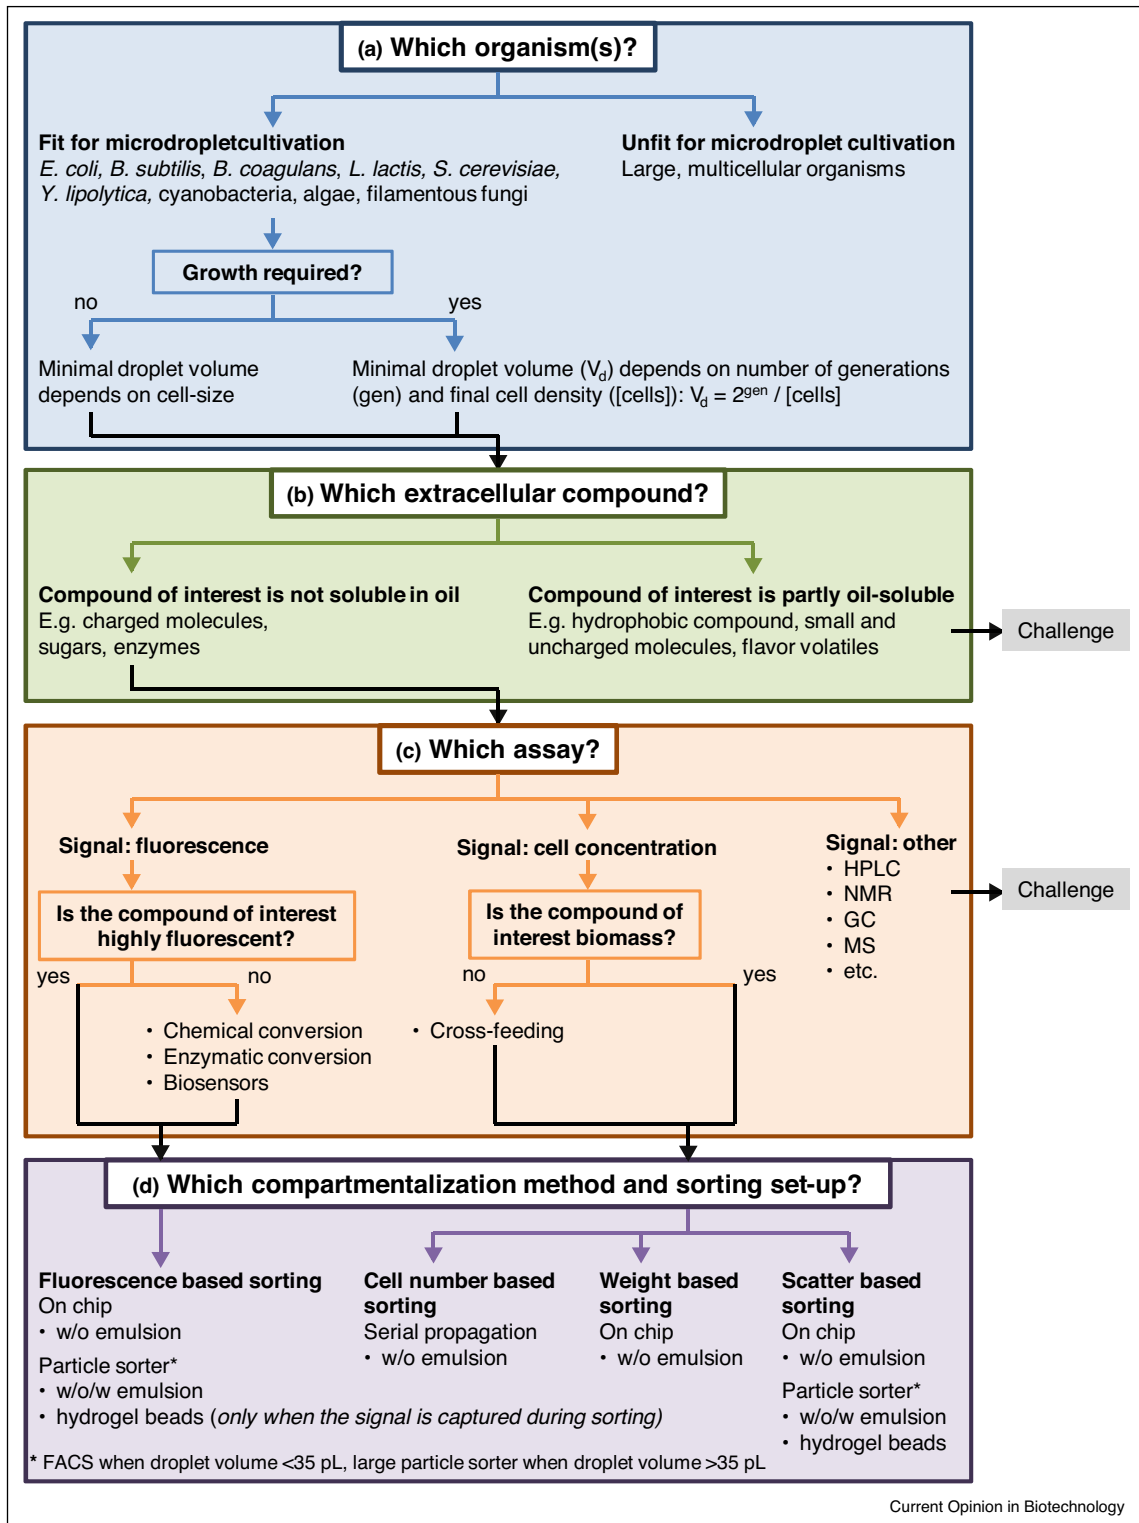 (a) Which organism(s)?
Fit for microdropletcultivation
E. coli, B. subtilis, B. coagulans, L. lactis, S. cerevisiae,
Y. lipolytica, cyanobacteria, algae, filamentous fungi
Unfit for microdroplet cultivation
Large, multicellular organisms
Growth required?
no
yes
Minimal droplet volume
depends on cell-size
Minimal droplet volume (Vd) depends on number of generations
(gen) and final cell density ([cells]): Vd = 2^gen / [cells]
(b) Which extracellular compound?
Compound of interest is not soluble in oil
E.g. charged molecules,
sugars, enzymes
Compound of interest is partly oil-soluble
E.g. hydrophobic compound, small and
uncharged molecules, flavor volatiles
Challenge
(c) Which assay?
Signal: fluorescence
Is the compound of interest
highly fluorescent?
yes
no
• Chemical conversion
• Enzymatic conversion
• Biosensors
Signal: cell concentration
Is the compound of
interest biomass?
no
yes
• Cross-feeding
Signal: other
• HPLC
• NMR
• GC
• MS
• etc.
Challenge
(d) Which compartmentalization method and sorting set-up?
Fluorescence based sorting
On chip
• w/o emulsion
Particle sorter*
• w/o/w emulsion
• hydrogel beads (only when the signal is captured during sorting)
Cell number based
sorting
Serial propagation
• w/o emulsion
Weight based
sorting
On chip
• w/o emulsion
Scatter based
sorting
On chip
• w/o emulsion
Particle sorter*
• w/o/w emulsion
• hydrogel beads
* FACS when droplet volume <35 pL, large particle sorter when droplet volume >35 pL
Current Opinion in Biotechnology